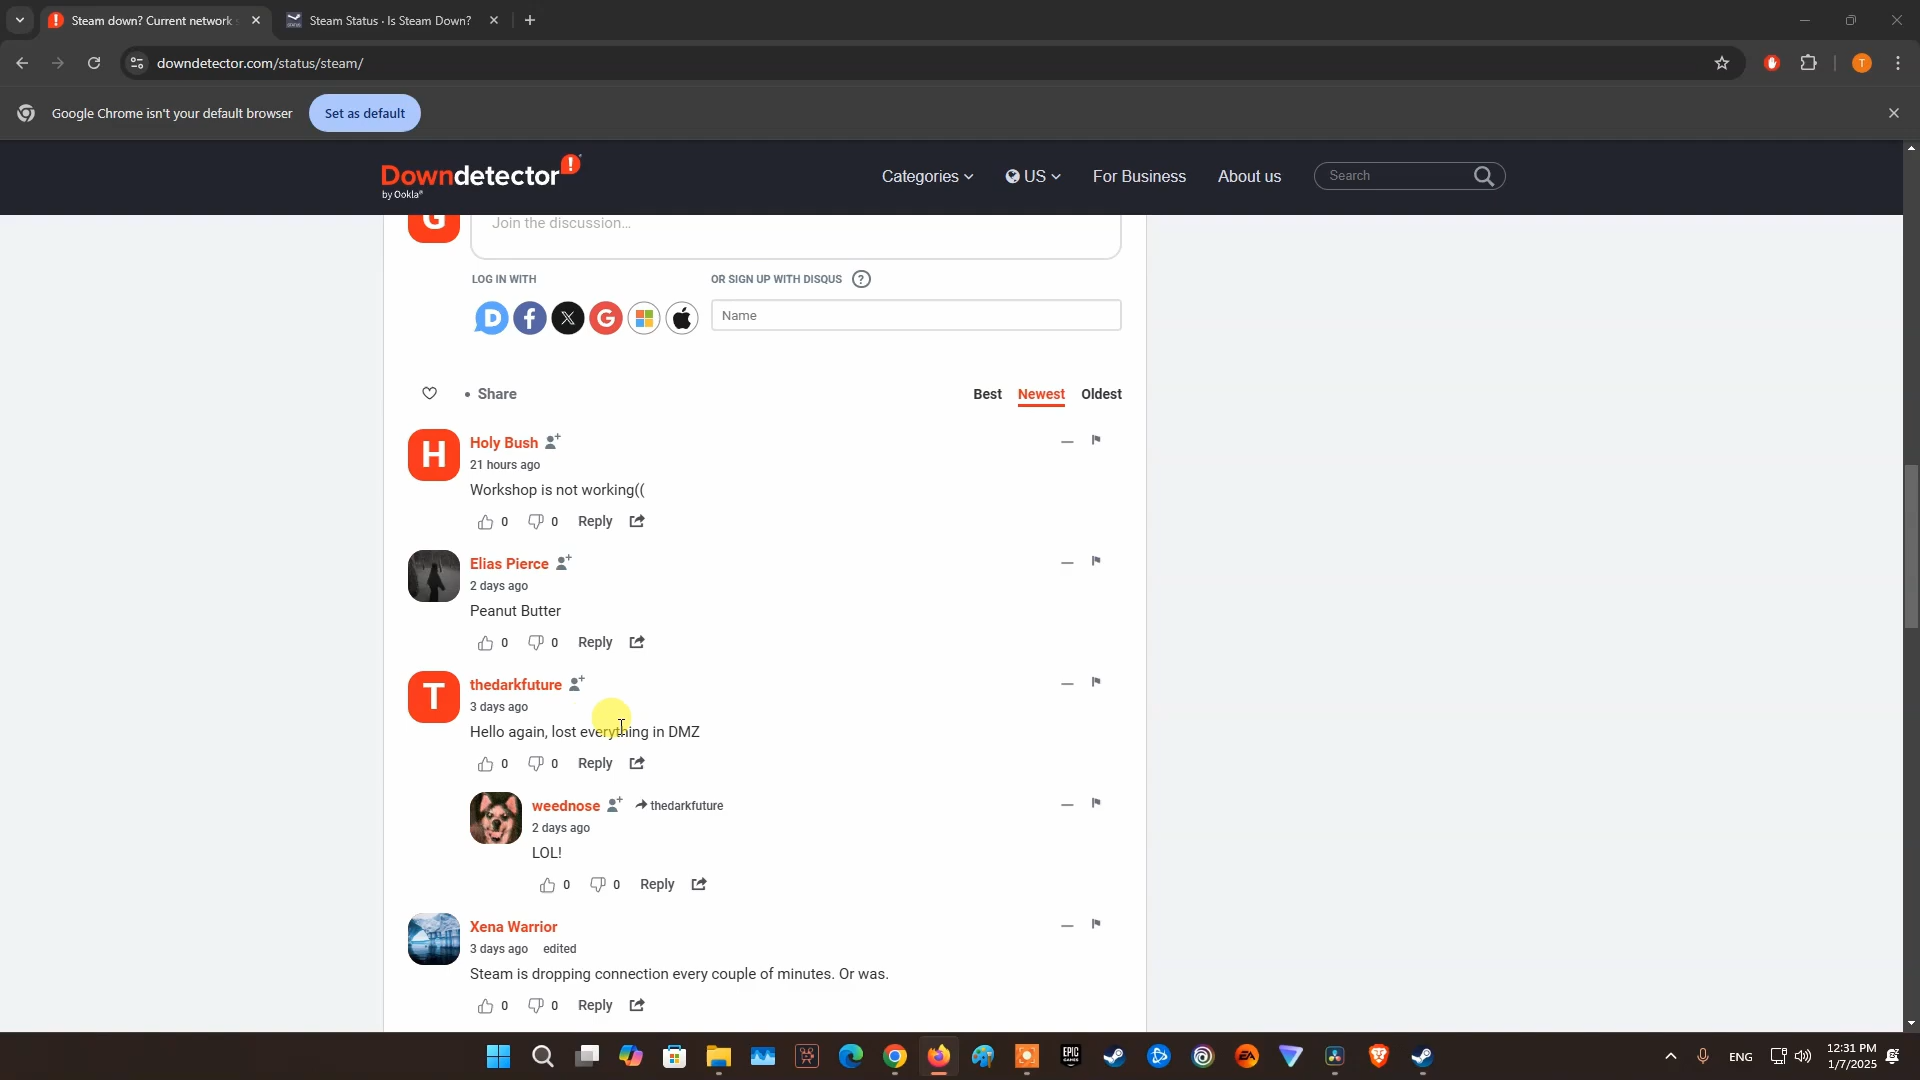 Steam down? Current network
Steam Status · Is Steam Down?
downdetector.com/status/steam/
T
Google Chrome isn't your default browser
Set as default
Downdetector
by Ookla®
Categories
US
For Business
About us
Search
G
Join the discussion...
LOG IN WITH
OR SIGN UP WITH DISQUS ?
D f X G
Name
• Share
Best Newest Oldest
H
Holy Bush
21 hours ago
Workshop is not working((
0 0 Reply
Elias Pierce
2 days ago
Peanut Butter
0 0 Reply
T
thedarkfuture
3 days ago
Hello again, lost everything in DMZ
0 0 Reply
weednose thedarkfuture
2 days ago
LOL!
0 0 Reply
Xena Warrior
3 days ago edited
Steam is dropping connection every couple of minutes. Or was.
0 0 Reply
EPIC
GAMES
EA
ENG
12:31 PM
1/7/2025